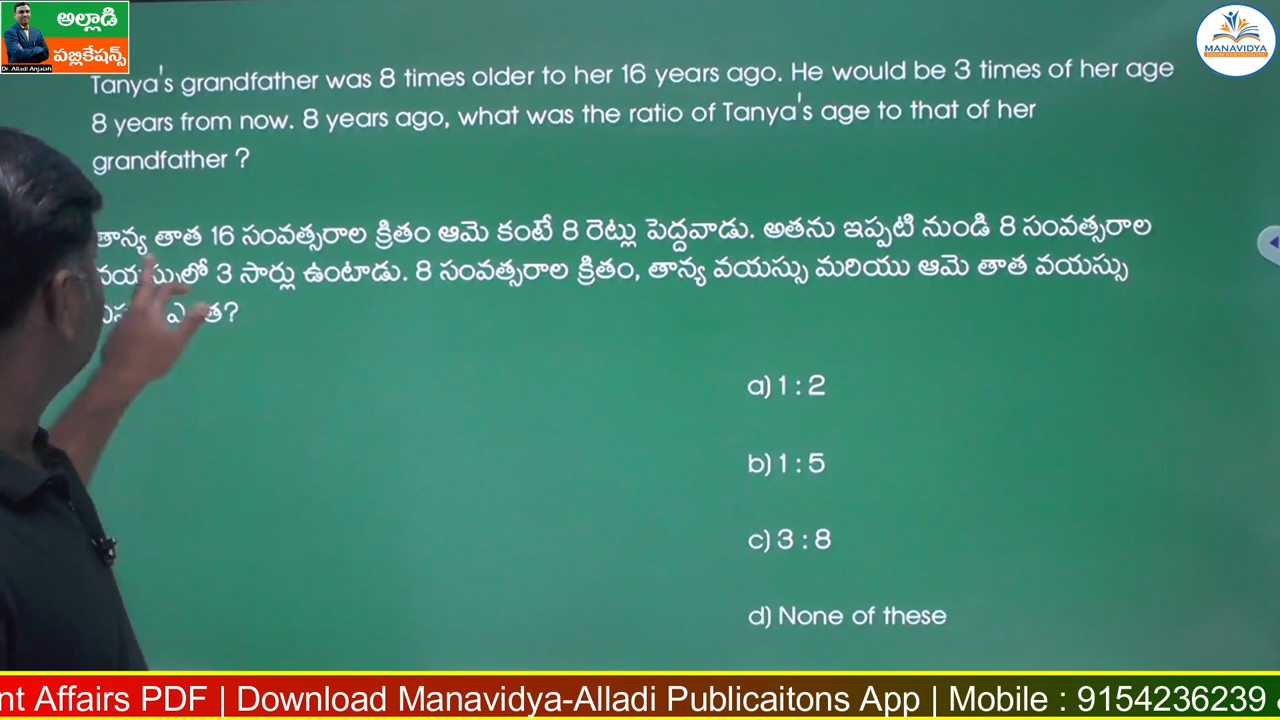 అల్లాడి
పబ్లికేషన్స్
Dr. Alladi Anjaiah
MANAVIDYA
Tanya's grandfather was 8 times older to her 16 years ago. He would be 3 times of her age
8 years from now. 8 years ago, what was the ratio of Tanya's age to that of her
grandfather ?
తాన్య తాత 16 సంవత్సరాల క్రితం ఆమె కంటే 8 రెట్లు పెద్దవాడు. అతను ఇప్పటి నుండి 8 సంవత్సరాల
3 సార్లు ఉంటాడు. 8 సంవత్సరాల క్రితం, తాన్య వయస్సు మరియు ఆమె తాత వయస్సు
a) 1 : 2
b) 1 : 5
c) 3 : 8
d) None of these
nt Affairs PDF | Download Manavidya-Alladi Publicaitons App | Mobile : 9154236239